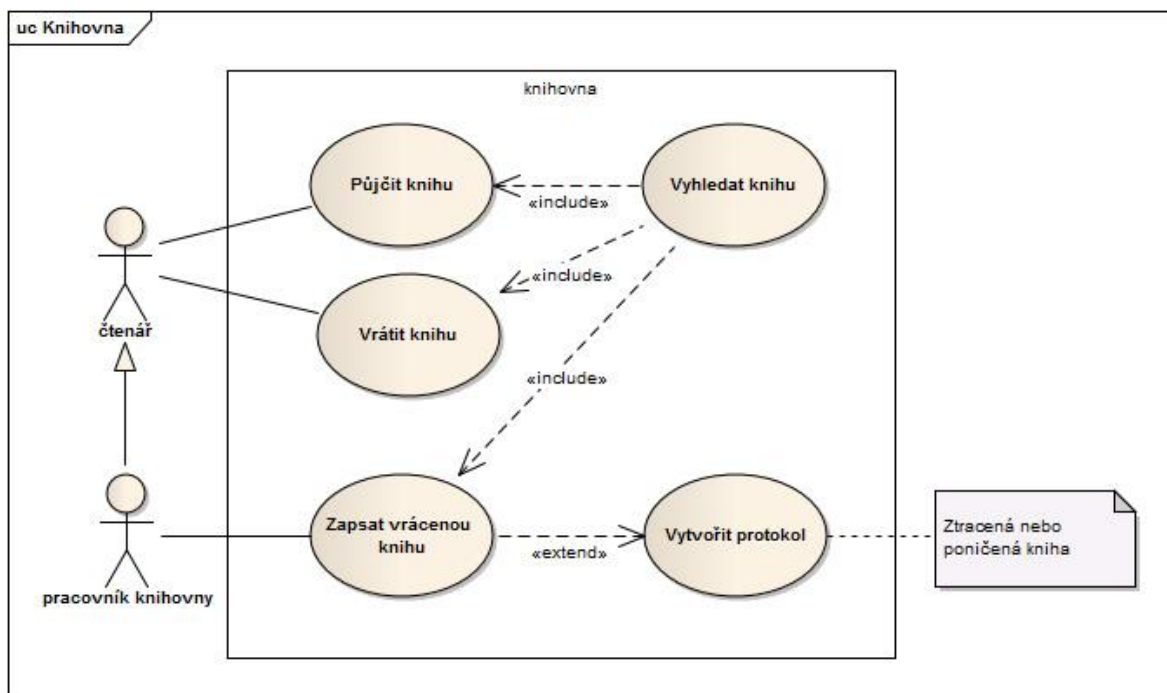 uc Knihovna
knihovna
Půjčit knihu
Vyhledat knihu
«include»
«include»
čtenář
Vrátit knihu
«include»
Zapsat vrácenou
knihu
Vytvořit protokol
«extend»
Ztracená nebo
poničená kniha
pracovník knihovny